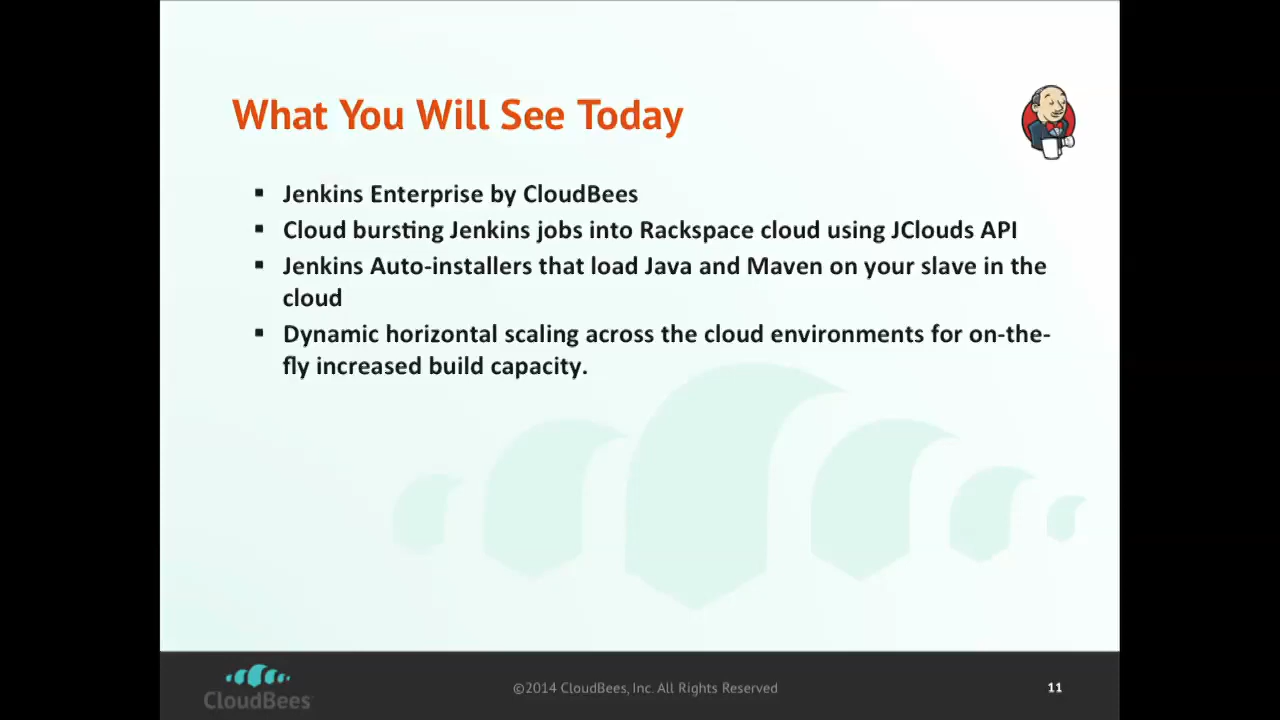 What You Will See Today
▪ Jenkins Enterprise by CloudBees
▪ Cloud bursting Jenkins jobs into Rackspace cloud using JClouds API
▪ Jenkins Auto-installers that load Java and Maven on your slave in the
cloud
▪ Dynamic horizontal scaling across the cloud environments for on-the-
fly increased build capacity.
CloudBees
©2014 CloudBees, Inc. All Rights Reserved
11